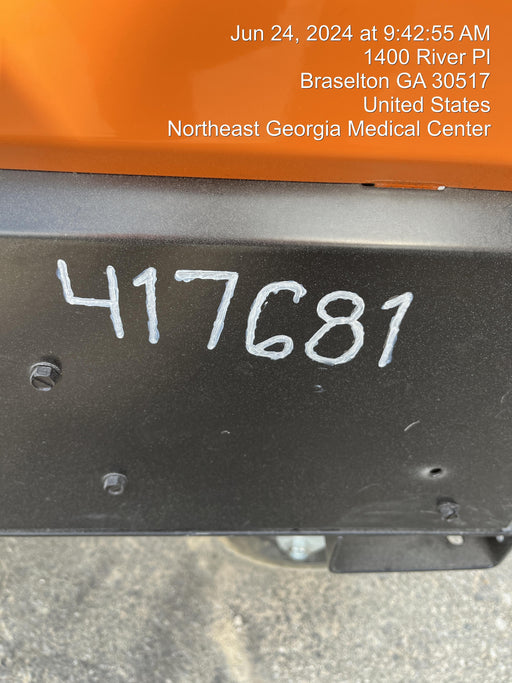 Jun 24, 2024 at 9:42:55 AM
1400 River Pl
Braselton GA 30517
United States
Northeast Georgia Medical Center
417681